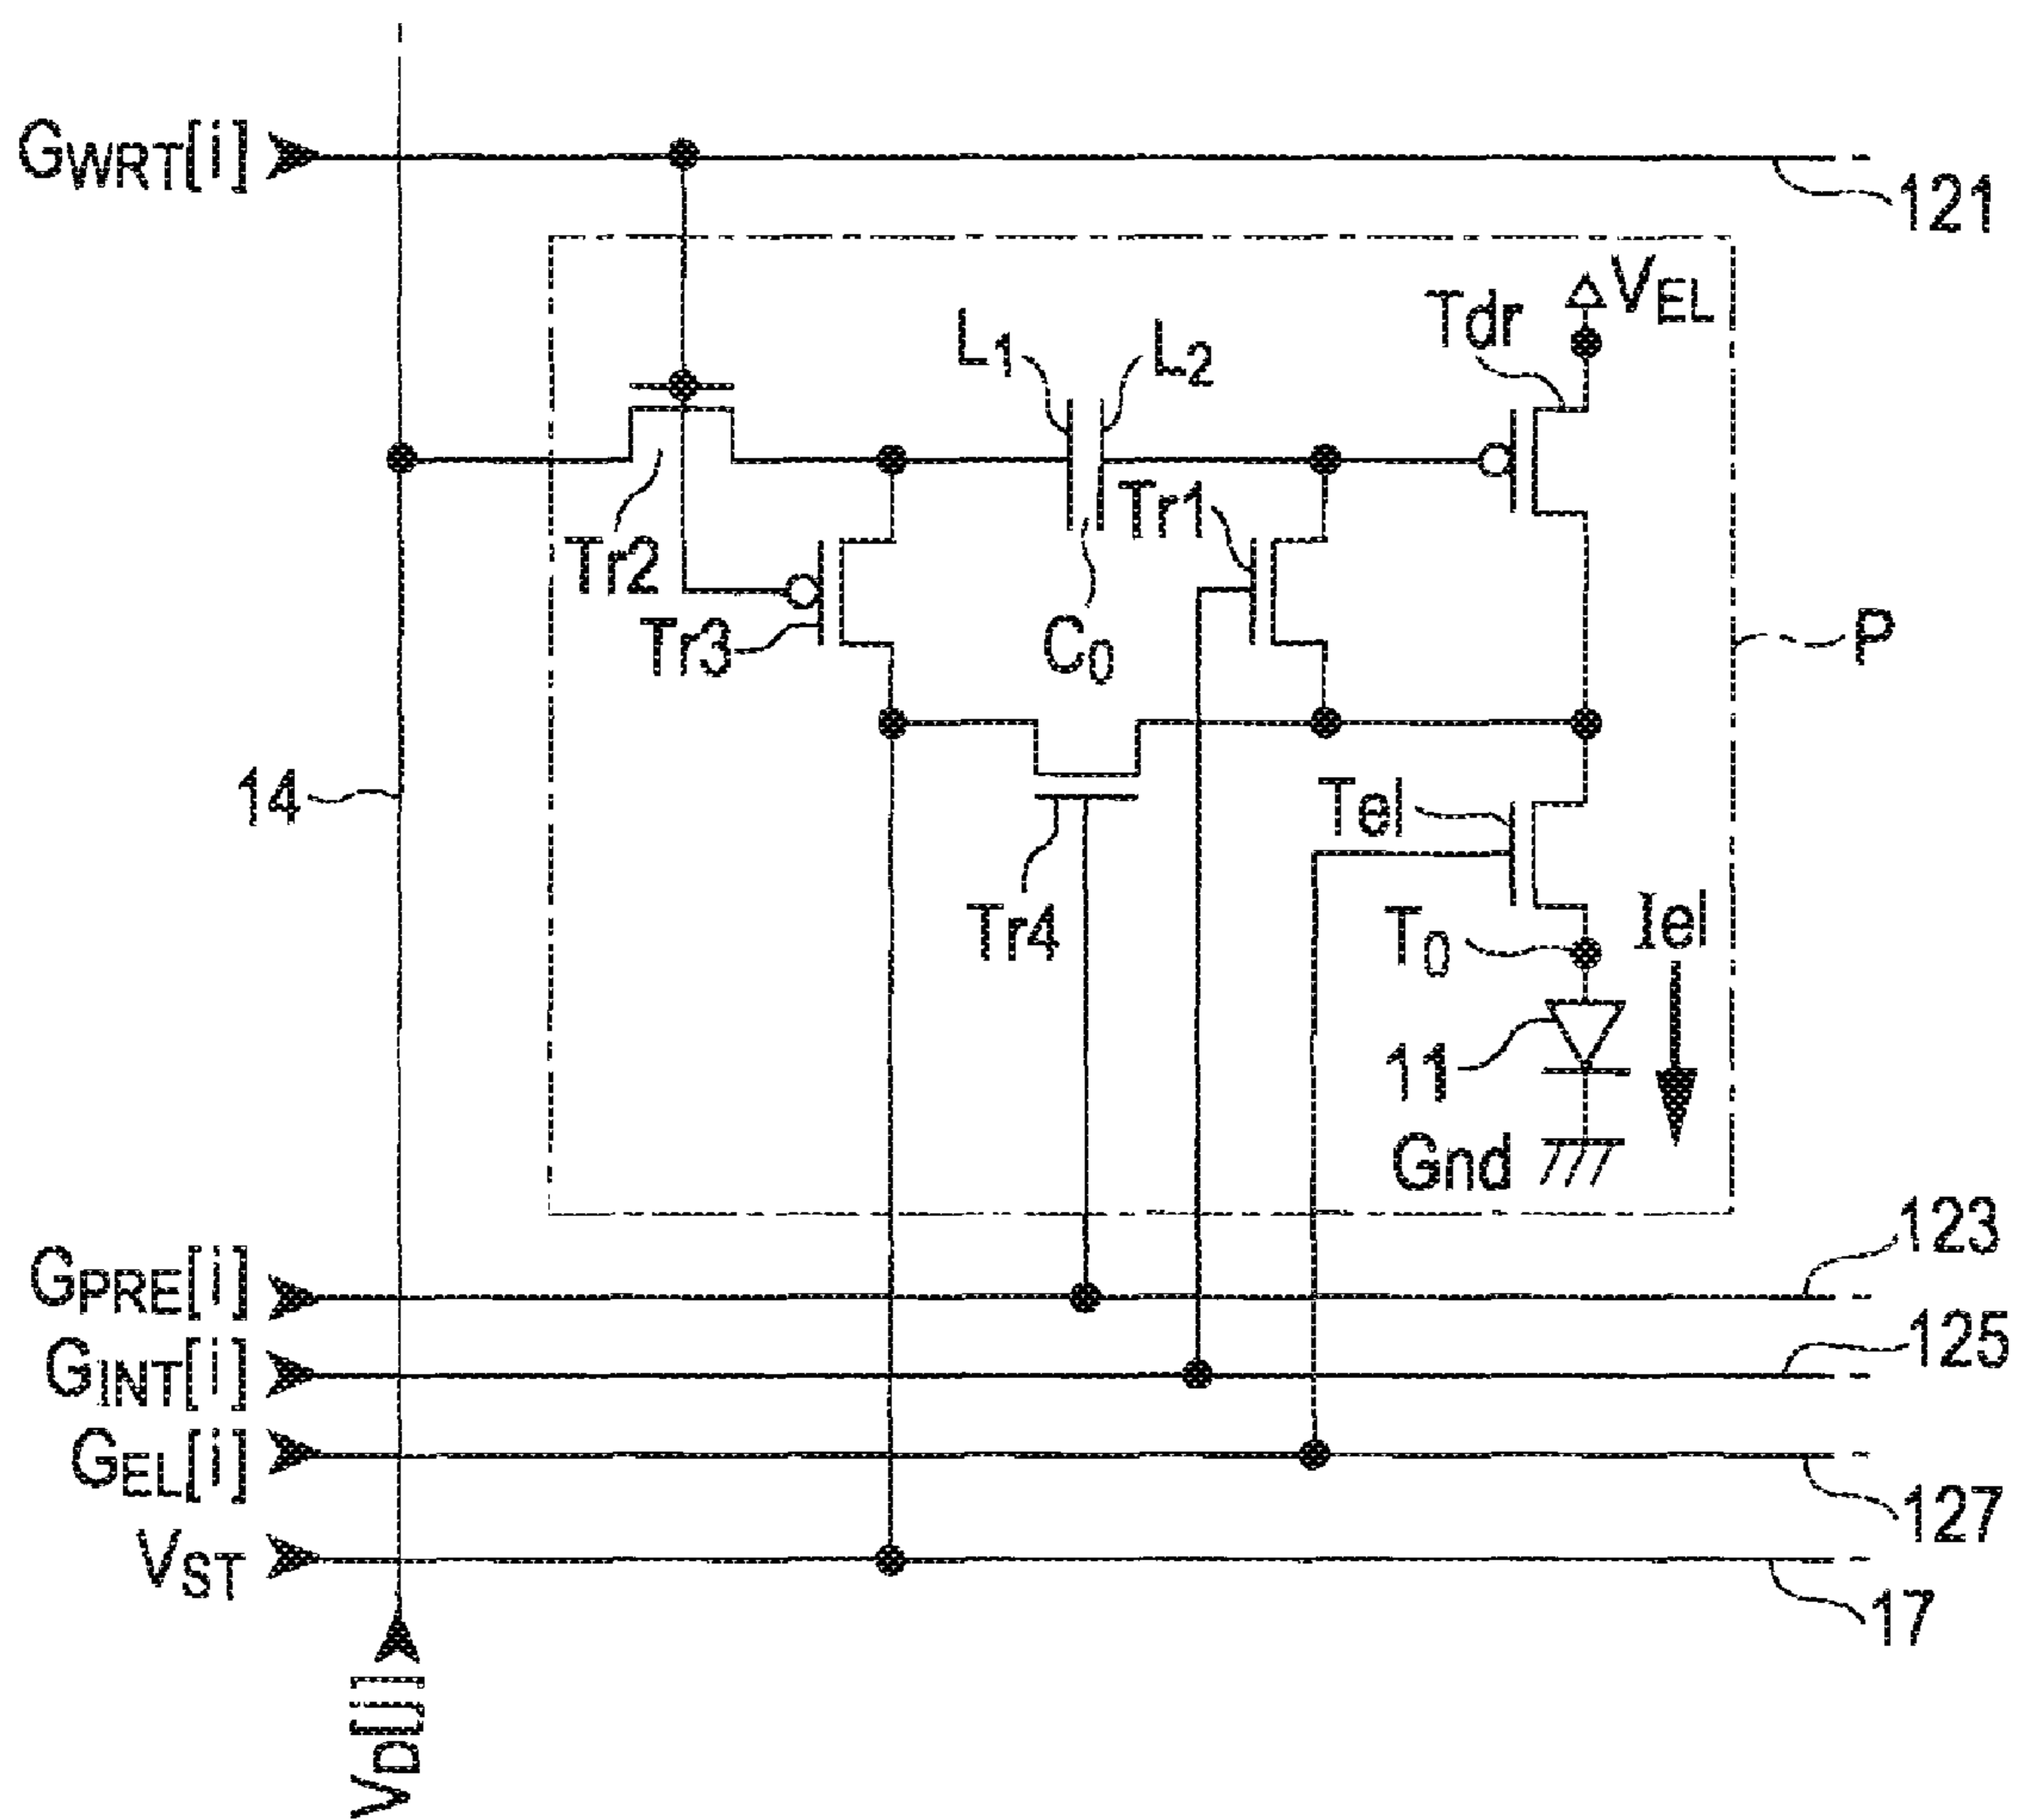 GWRT[i]
121
VEL
Tdr
L1
L2
Tr1
Tr2
Tr3
C0
P
14
Tel
Tr4
T0
Iel
11
Gnd
123
GPRE[i]
125
GINT[i]
GEL[i]
127
VST
17
VD[j]